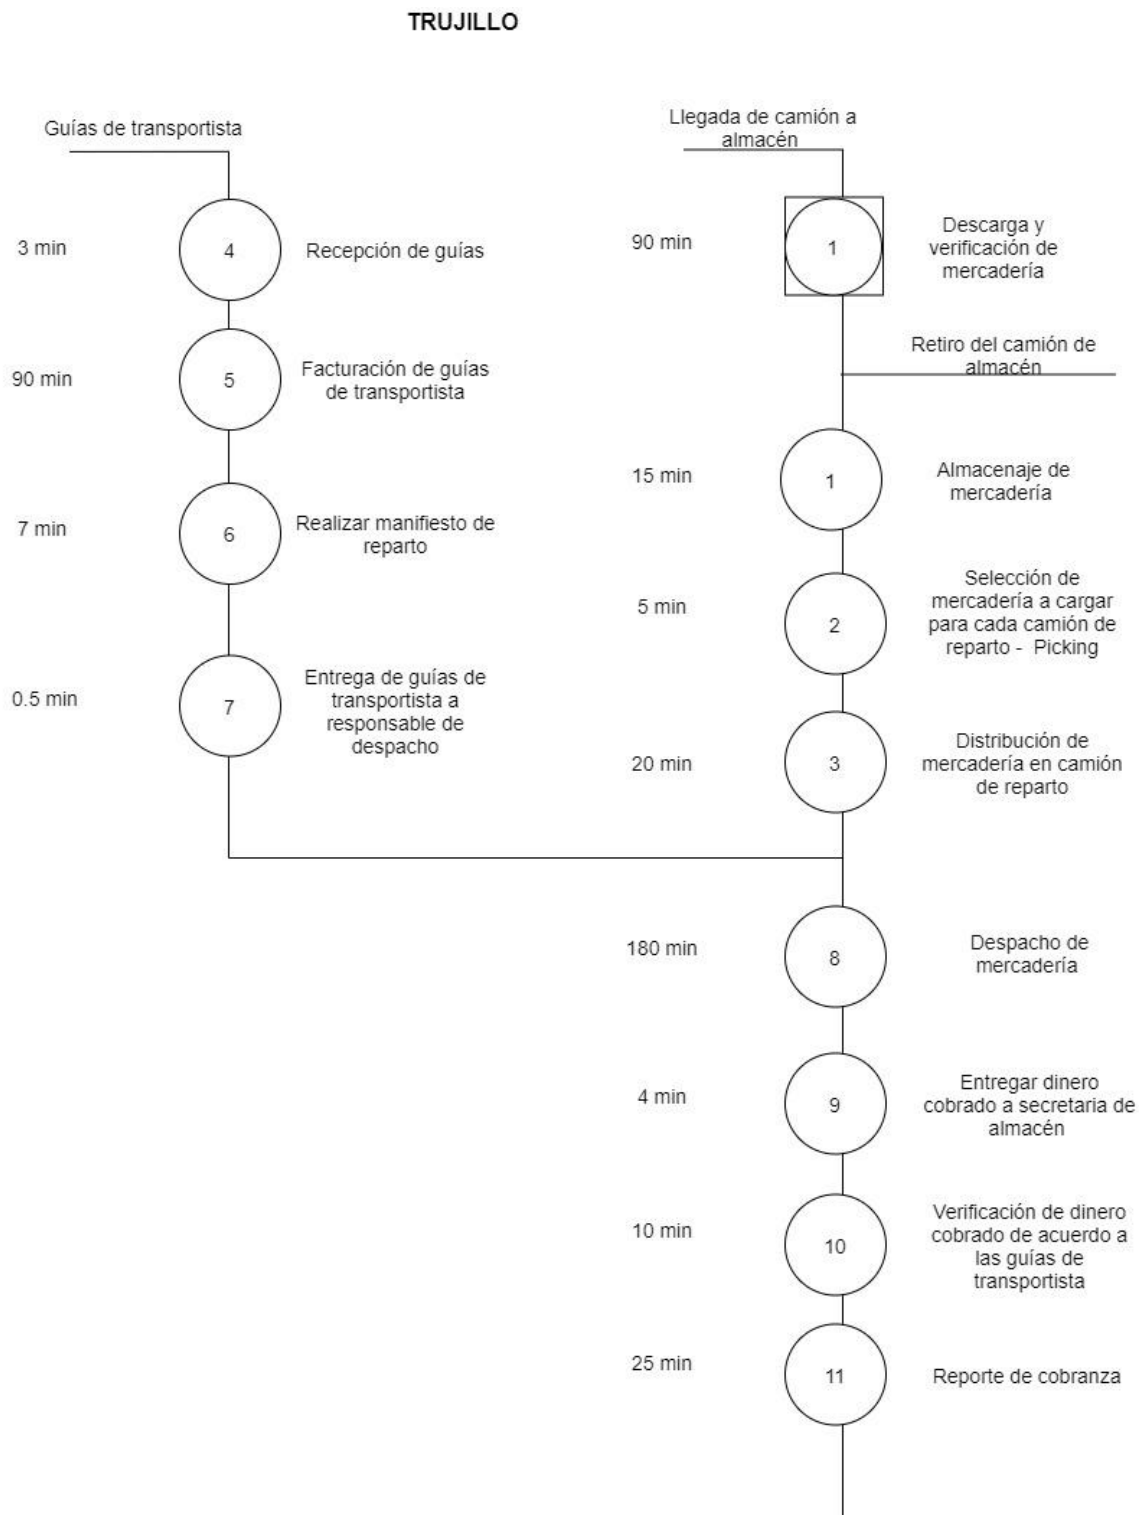 TRUJILLO
Guías de transportista
3 min
4
Recepción de guías
90 min
5
Facturación de guías
de transportista
7 min
6
Realizar manifiesto de
reparto
0.5 min
7
Entrega de guías de
transportista a
responsable de
despacho
Llegada de camión a
almacén
90 min
1
Descarga y
verificación de
mercadería
Retiro del camión de
almacén
15 min
1
Almacenaje de
mercadería
5 min
2
Selección de
mercadería a cargar
para cada camión de
reparto - Picking
20 min
3
Distribución de
mercadería en camión
de reparto
180 min
8
Despacho de
mercadería
4 min
9
Entregar dinero
cobrado a secretaria de
almacén
10 min
10
Verificación de dinero
cobrado de acuerdo a
las guías de
transportista
25 min
11
Reporte de cobranza